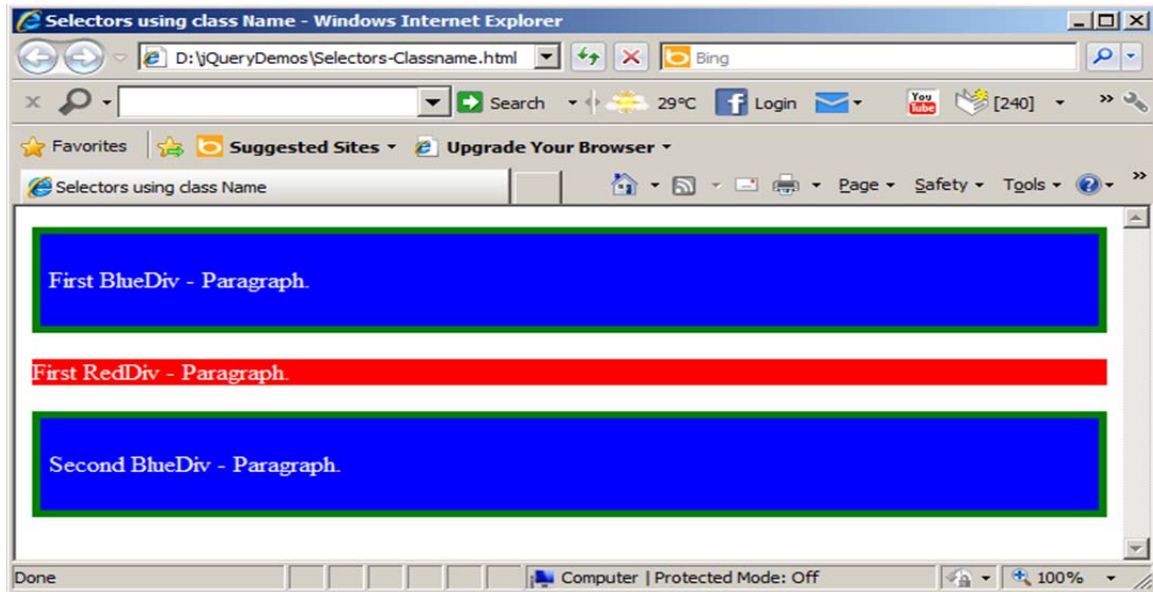 Selectors using class Name - Windows Internet Explorer
D:\jQueryDemos\Selectors-Classname.html Bing
Search 29°C f Login You Tube [240] »
Favorites Suggested Sites Upgrade Your Browser
Selectors using class Name Page Safety Tools »
First BlueDiv - Paragraph.
First RedDiv - Paragraph.
Second BlueDiv - Paragraph.
Done Computer | Protected Mode: Off 100%